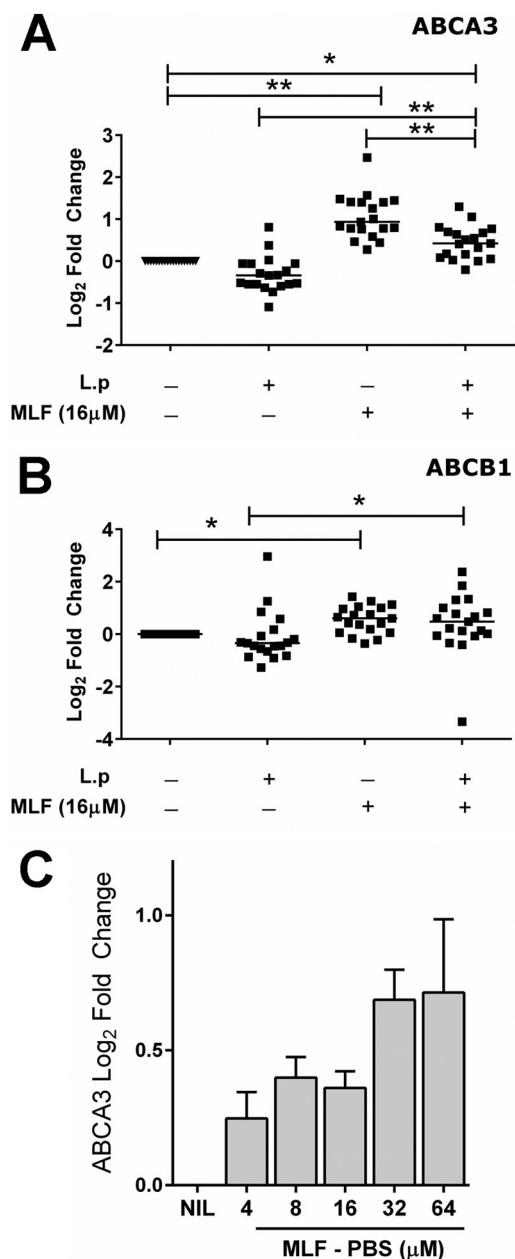 A
ABCA3
*
**
**
**
Log₂ Fold Change
3
2
1
0
-1
-2
L.p – + – +
MLF (16µM) – – + +
B
ABCB1
*
*
Log₂ Fold Change
4
2
0
-2
-4
L.p – + – +
MLF (16µM) – – + +
C
ABCA3 Log₂ Fold Change
1.0
0.5
0.0
NIL 4 8 16 32 64
MLF - PBS (µM)